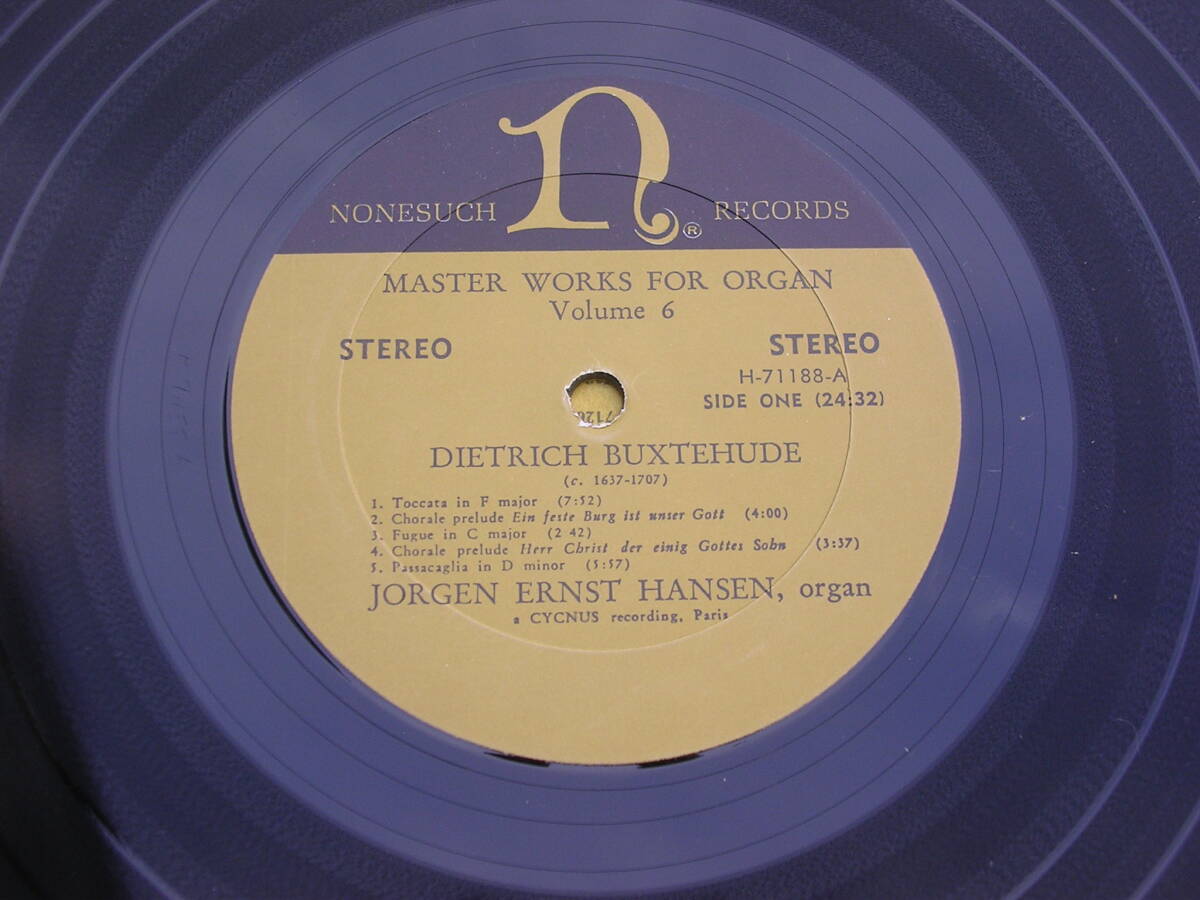 n
NONESUCH RECORDS ®
MASTER WORKS FOR ORGAN
Volume 6
STEREO STEREO
H-71188-A
SIDE ONE (24:32)
DIETRICH BUXTEHUDE
(c. 1637-1707)
1. Toccata in F major (7:52)
2. Chorale prelude Ein feste Burg ist unser Gott (4:00)
3. Fugue in C major (2 42)
4. Chorale prelude Herr Christ der einig Gottes Sohn (3:37)
5. Passacaglia in D minor (5:57)
JORGEN ERNST HANSEN, organ
a CYCNUS recording, Paris